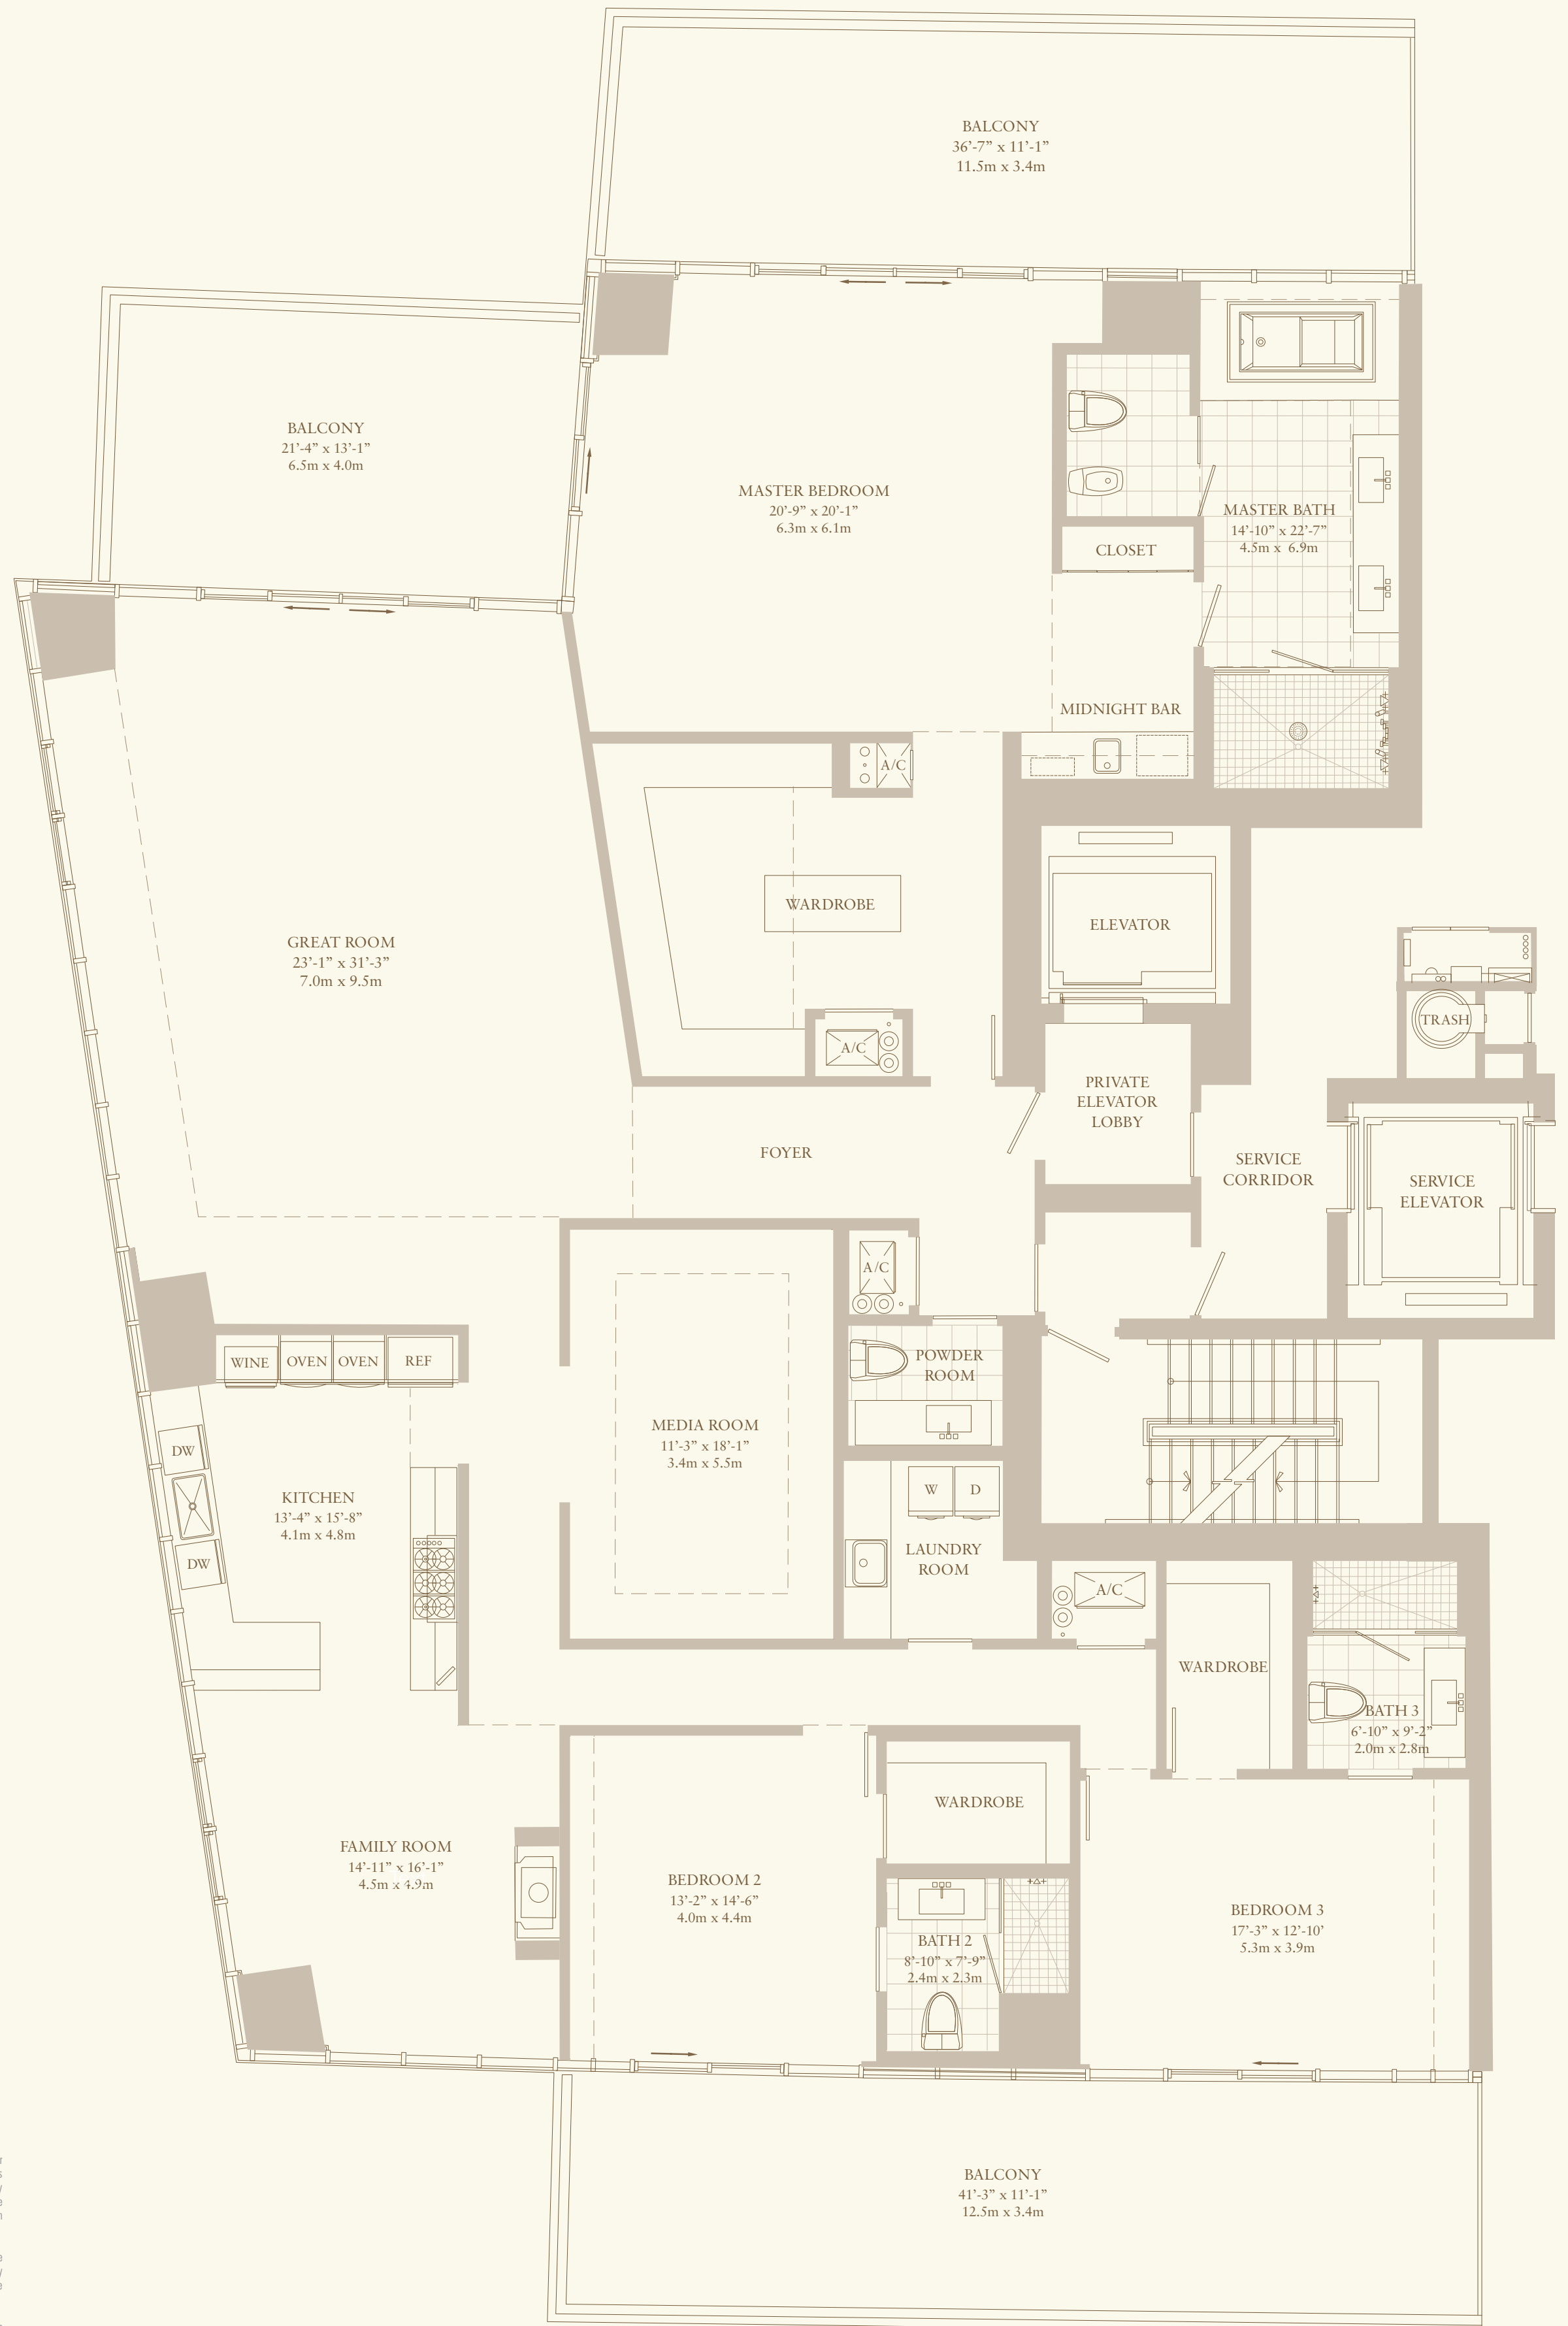 BALCONY
36’-7” x 11’-1”
11.5m x 3.4m
BALCONY
21’-4” x 13’-1”
6.5m x 4.0m
MASTER BEDROOM
20’-9” x 20’-1”
6.3m x 6.1m
MASTER BATH
14’-10” x 22’-7”
4.5m x 6.9m
CLOSET
MIDNIGHT BAR
A/C
WARDROBE
ELEVATOR
GREAT ROOM
23’-1” x 31’-3”
7.0m x 9.5m
A/C
TRASH
PRIVATE
ELEVATOR
LOBBY
FOYER
SERVICE
CORRIDOR
SERVICE
ELEVATOR
A/C
WINE
OVEN
OVEN
REF
POWDER
ROOM
MEDIA ROOM
11’-3” x 18’-1”
3.4m x 5.5m
DW
KITCHEN
13’-4” x 15’-8”
4.1m x 4.8m
DW
W
D
LAUNDRY
ROOM
A/C
WARDROBE
BATH 3
6’-10” x 9’-2”
2.0m x 2.8m
WARDROBE
FAMILY ROOM
14’-11” x 16’-1”
4.5m x 4.9m
BEDROOM 2
13’-2” x 14’-6”
4.0m x 4.4m
BATH 2
8’-10” x 7’-9”
2.4m x 2.3m
BEDROOM 3
17’-3” x 12’-10’
5.3m x 3.9m
BALCONY
41’-3” x 11’-1”
12.5m x 3.4m